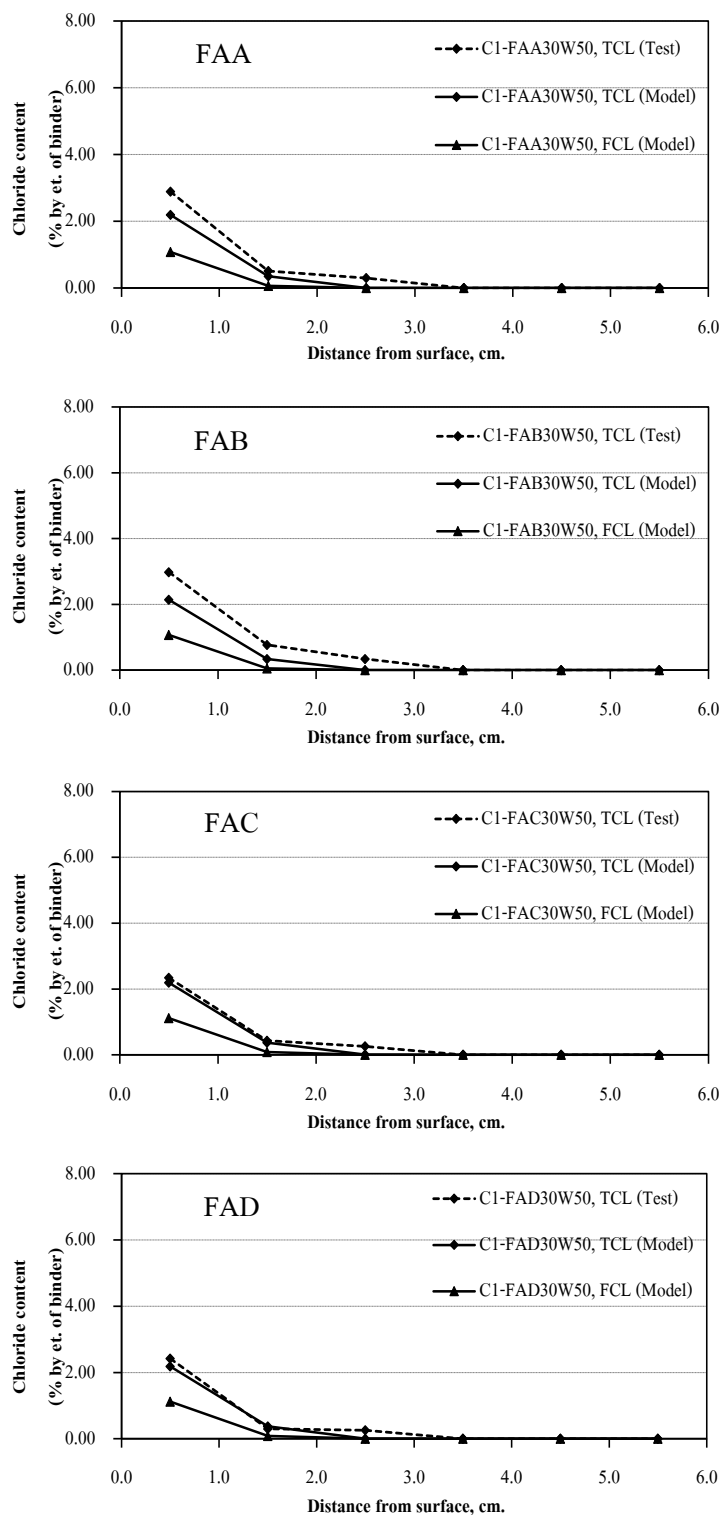 8.00
FAA
C1-FAA30W50, TCL (Test)
6.00
C1-FAA30W50, TCL (Model)
Chloride content
(% by et. of binder)
C1-FAA30W50, FCL (Model)
4.00
2.00
0.00
0.0 1.0 2.0 3.0 4.0 5.0 6.0
Distance from surface, cm.
8.00
FAB
C1-FAB30W50, TCL (Test)
6.00
C1-FAB30W50, TCL (Model)
Chloride content
(% by et. of binder)
C1-FAB30W50, FCL (Model)
4.00
2.00
0.00
0.0 1.0 2.0 3.0 4.0 5.0 6.0
Distance from surface, cm.
8.00
FAC
C1-FAC30W50, TCL (Test)
6.00
C1-FAC30W50, TCL (Model)
Chloride content
(% by et. of binder)
C1-FAC30W50, FCL (Model)
4.00
2.00
0.00
0.0 1.0 2.0 3.0 4.0 5.0 6.0
Distance from surface, cm.
8.00
FAD
C1-FAD30W50, TCL (Test)
6.00
C1-FAD30W50, TCL (Model)
Chloride content
(% by et. of binder)
C1-FAD30W50, FCL (Model)
4.00
2.00
0.00
0.0 1.0 2.0 3.0 4.0 5.0 6.0
Distance from surface, cm.